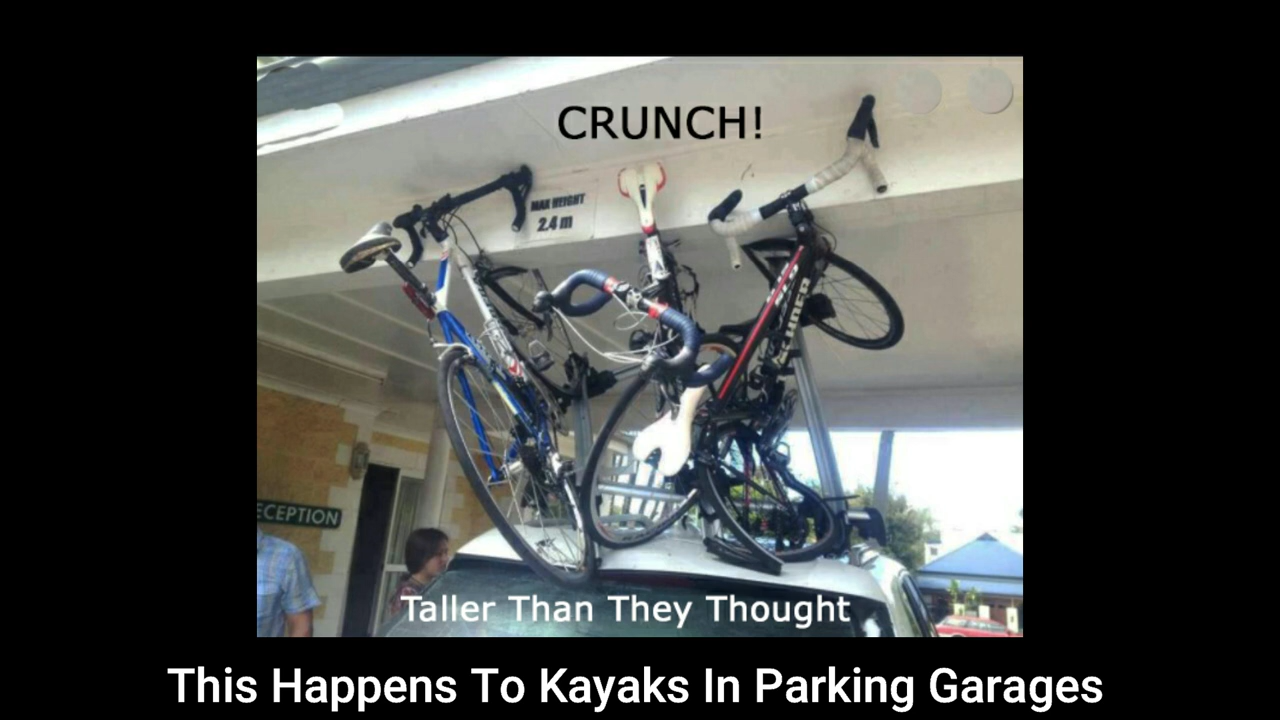 CRUNCH!
MAX HEIGHT
2.4 m
ECEPTION
Taller Than They Thought
This Happens To Kayaks In Parking Garages